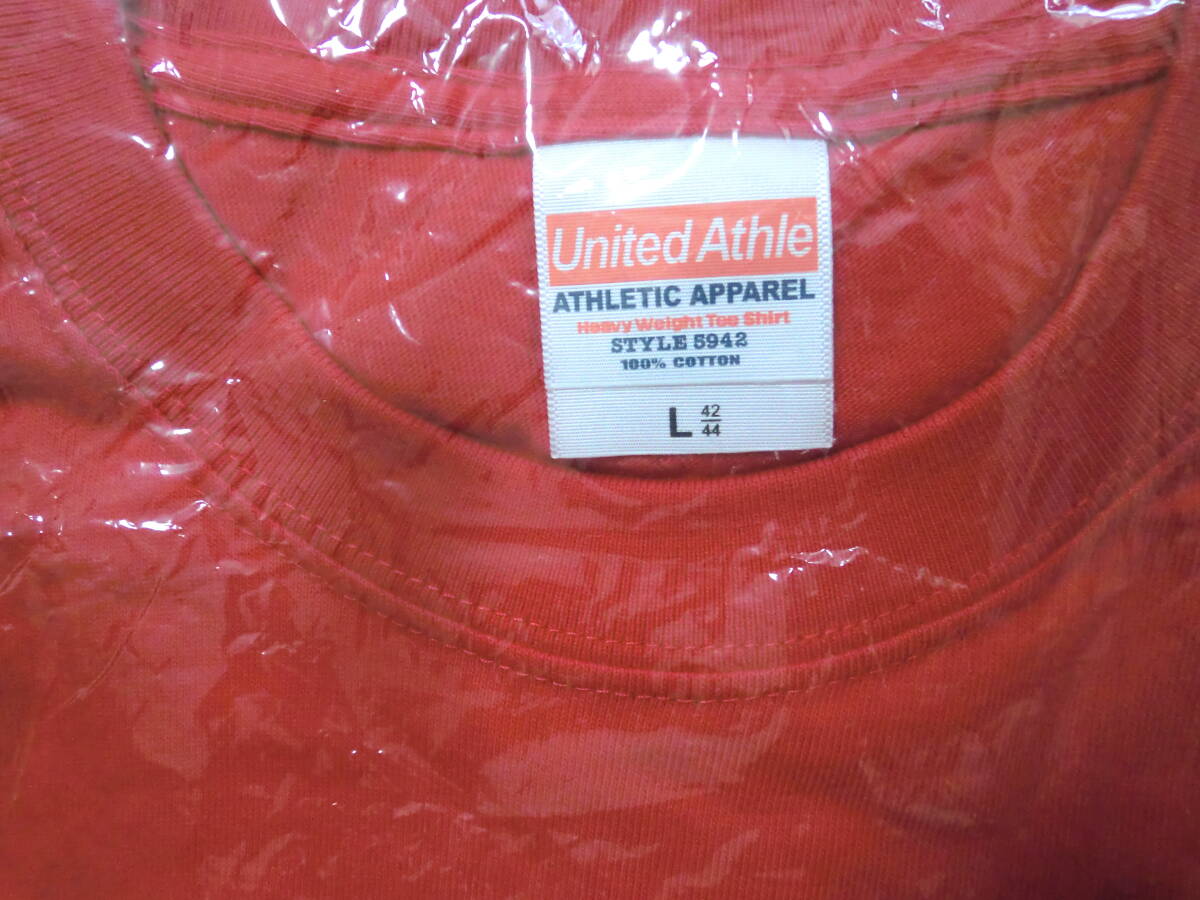 United Athle
ATHLETIC APPAREL
Heavy Weight Tee Shirt
STYLE 5942
100% COTTON
L 42/44